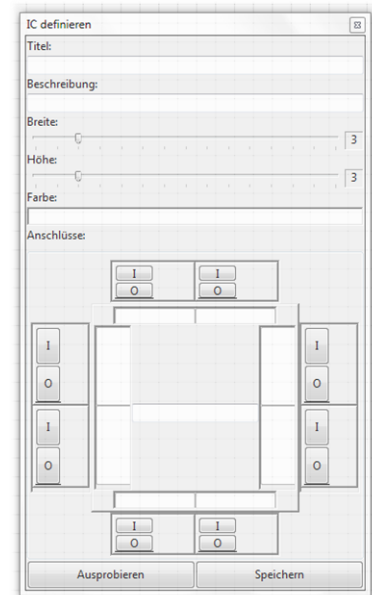 IC definieren
Titel:
Beschreibung:
Breite:
3
Höhe:
3
Farbe:
Anschlüsse:
I I
O O
I I
O O
I I
O O
I I
O O
Ausprobieren Speichern